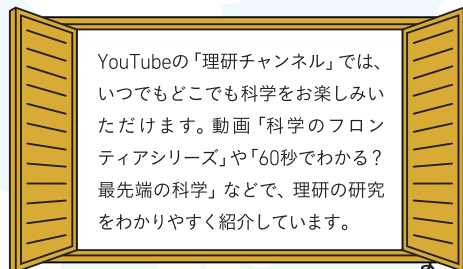 YouTubeの「理研チャンネル」では、
いつでもどこでも科学をお楽しみい
ただけます。動画「科学のフロン
ティアシリーズ」や「60秒でわかる？
最先端の科学」などで、理研の研究
をわかりやすく紹介しています。